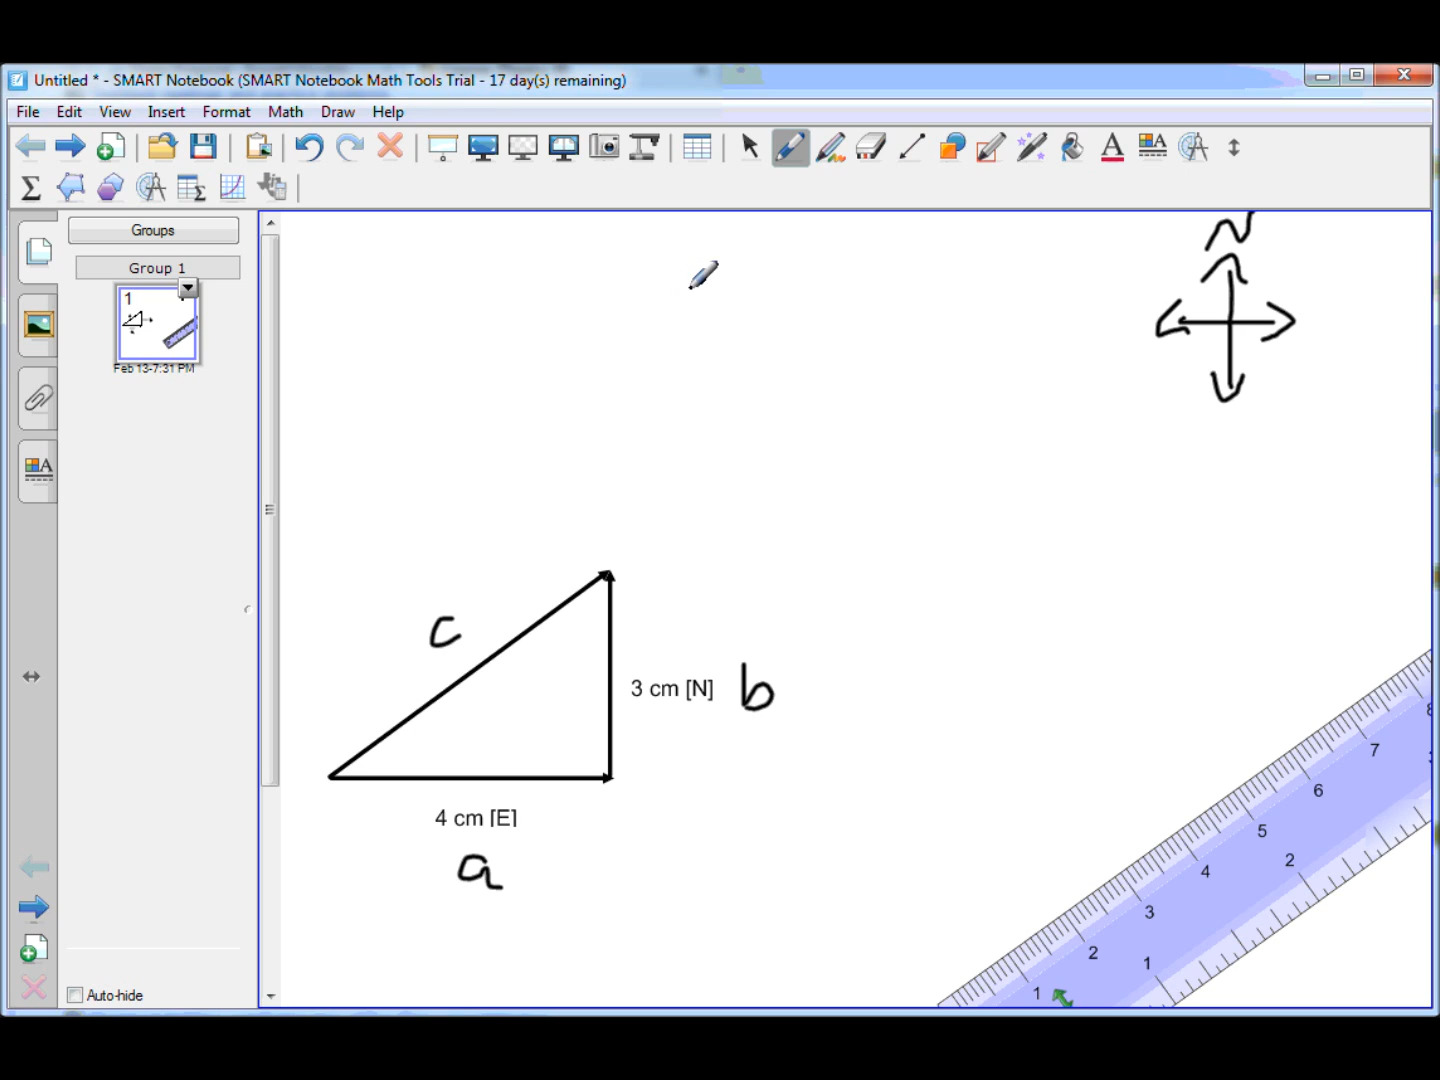 Untitled * - SMART Notebook (SMART Notebook Math Tools Trial - 17 day(s) remaining)
File Edit View Insert Format Math Draw Help
Groups
Group 1
1
Feb 13-7:31 PM
N
c
3 cm [N] b
4 cm [E]
a
8
7
6
5
4
3
2
1
2
1
Auto-hide